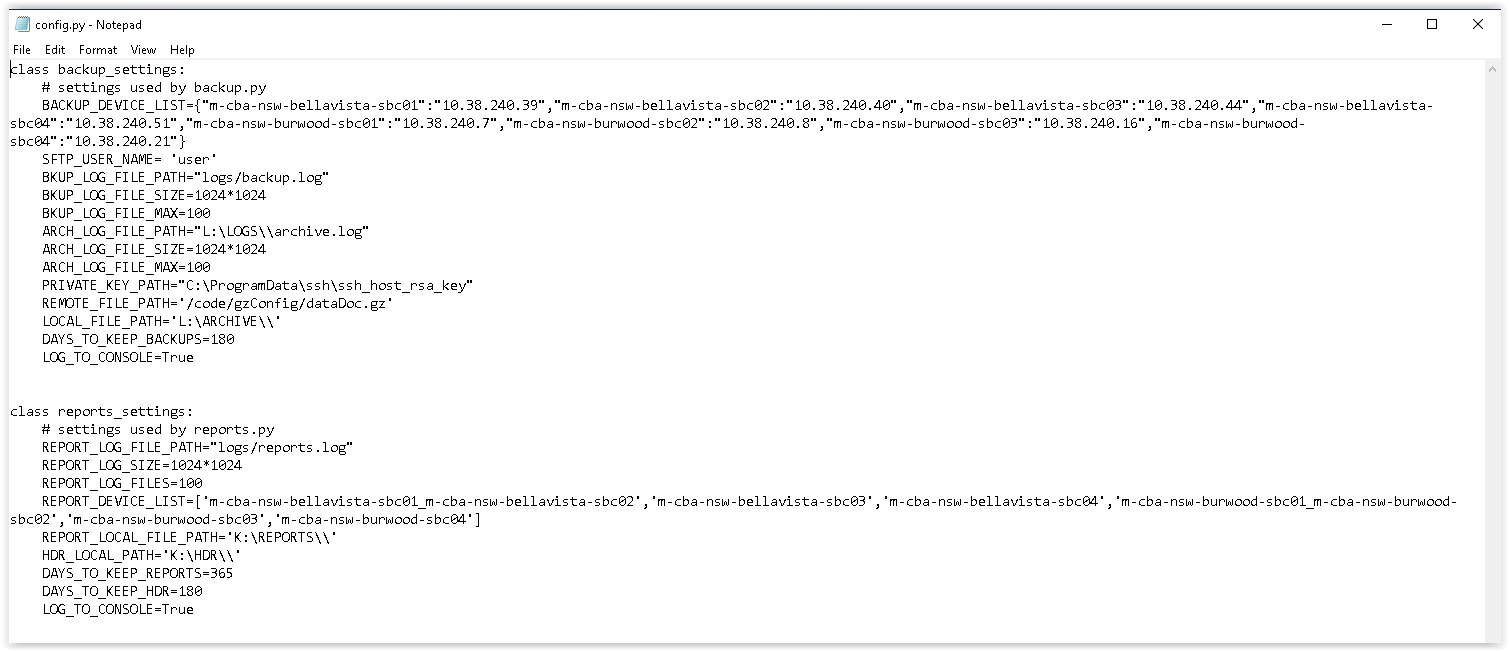 config.py - Notepad
File Edit Format View Help
class backup_settings:
    # settings used by backup.py
    BACKUP_DEVICE_LIST={"m-cba-nsw-bellavista-sbc01":"10.38.240.39","m-cba-nsw-bellavista-sbc02":"10.38.240.40","m-cba-nsw-bellavista-sbc03":"10.38.240.44","m-cba-nsw-bellavista-
sbc04":"10.38.240.51","m-cba-nsw-burwood-sbc01":"10.38.240.7","m-cba-nsw-burwood-sbc02":"10.38.240.8","m-cba-nsw-burwood-sbc03":"10.38.240.16","m-cba-nsw-burwood-
sbc04":"10.38.240.21"}
    SFTP_USER_NAME= 'user'
    BKUP_LOG_FILE_PATH="logs/backup.log"
    BKUP_LOG_FILE_SIZE=1024*1024
    BKUP_LOG_FILE_MAX=100
    ARCH_LOG_FILE_PATH="L:\LOGS\\archive.log"
    ARCH_LOG_FILE_SIZE=1024*1024
    ARCH_LOG_FILE_MAX=100
    PRIVATE_KEY_PATH="C:\ProgramData\ssh\ssh_host_rsa_key"
    REMOTE_FILE_PATH='/code/gzConfig/dataDoc.gz'
    LOCAL_FILE_PATH='L:\ARCHIVE\\'
    DAYS_TO_KEEP_BACKUPS=180
    LOG_TO_CONSOLE=True
class reports_settings:
    # settings used by reports.py
    REPORT_LOG_FILE_PATH="logs/reports.log"
    REPORT_LOG_SIZE=1024*1024
    REPORT_LOG_FILES=100
    REPORT_DEVICE_LIST=['m-cba-nsw-bellavista-sbc01_m-cba-nsw-bellavista-sbc02','m-cba-nsw-bellavista-sbc03','m-cba-nsw-bellavista-sbc04','m-cba-nsw-burwood-sbc01_m-cba-nsw-burwood-
sbc02','m-cba-nsw-burwood-sbc03','m-cba-nsw-burwood-sbc04']
    REPORT_LOCAL_FILE_PATH='K:\REPORTS\\'
    HDR_LOCAL_PATH='K:\HDR\\'
    DAYS_TO_KEEP_REPORTS=365
    DAYS_TO_KEEP_HDR=180
    LOG_TO_CONSOLE=True